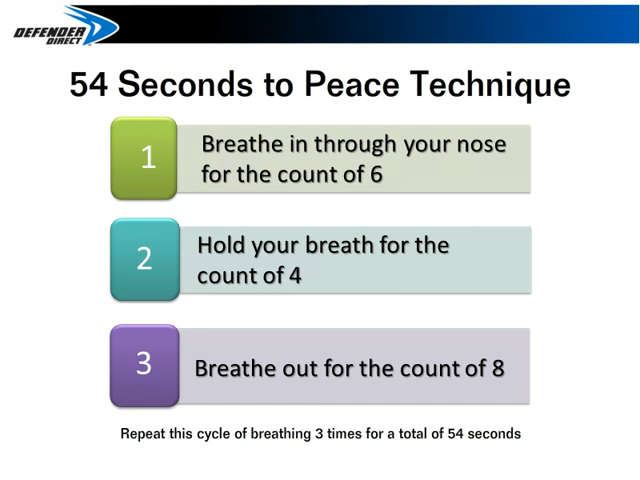 DEFENDER
DIRECT
54 Seconds to Peace Technique
1
Breathe in through your nose
for the count of 6
2
Hold your breath for the
count of 4
3
Breathe out for the count of 8
Repeat this cycle of breathing 3 times for a total of 54 seconds